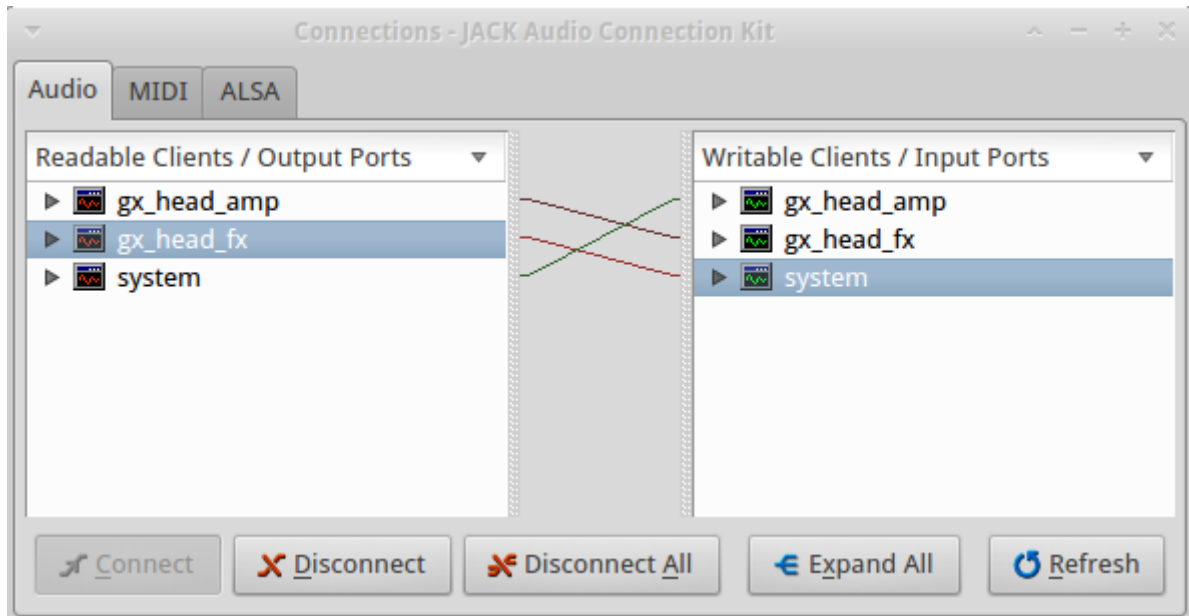 Connections - JACK Audio Connection Kit
Audio MIDI ALSA
Readable Clients / Output Ports Writable Clients / Input Ports
gx_head_amp gx_head_amp
gx_head_fx gx_head_fx
system system
Connect Disconnect Disconnect All Expand All Refresh